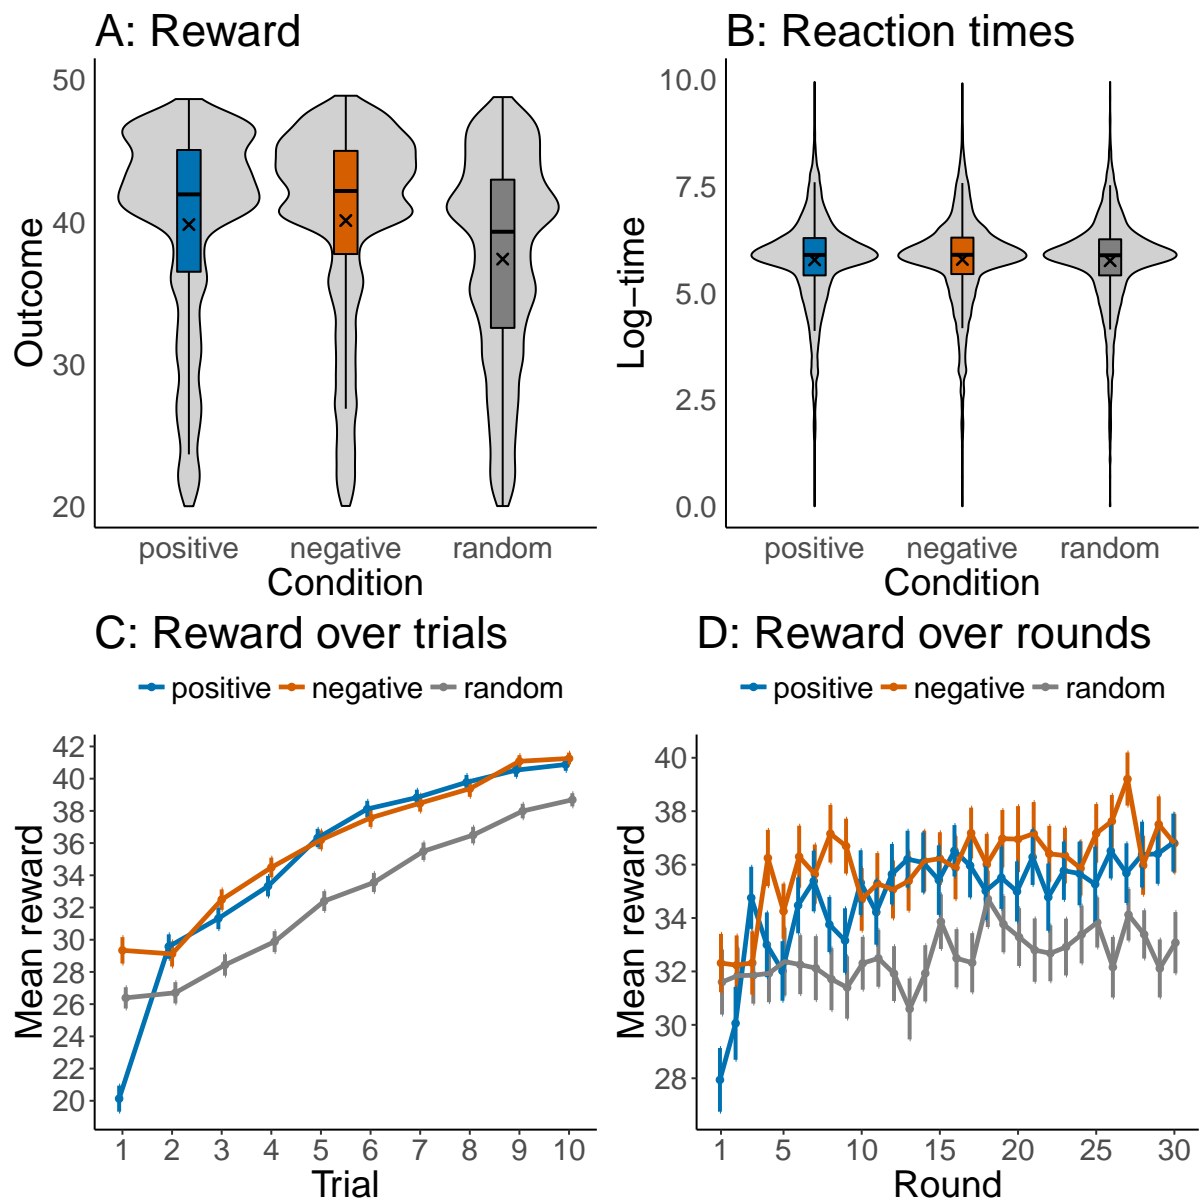 A: Reward
50
40
30
20
Outcome
positive negative random
Condition
B: Reaction times
10.0
7.5
5.0
2.5
0.0
Log−time
positive negative random
Condition
C: Reward over trials
positive negative random
42
40
38
36
34
32
30
28
26
24
22
20
Mean reward
1 2 3 4 5 6 7 8 9 10
Trial
D: Reward over rounds
positive negative random
40
38
36
34
32
30
28
Mean reward
1 5 10 15 20 25 30
Round